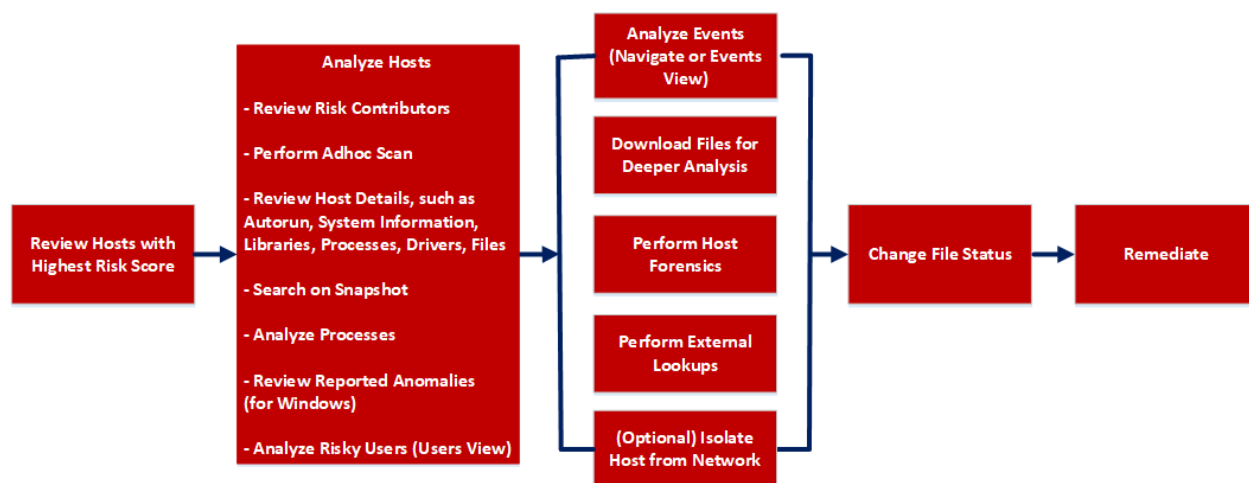 Review Hosts with
Highest Risk Score
Analyze Hosts
- Review Risk Contributors
- Perform Adhoc Scan
- Review Host Details, such as
Autorun, System Information,
Libraries, Processes, Drivers, Files
- Search on Snapshot
- Analyze Processes
- Review Reported Anomalies
(for Windows)
- Analyze Risky Users (Users View)
Analyze Events
(Navigate or Events
View)
Download Files for
Deeper Analysis
Perform Host
Forensics
Perform External
Lookups
(Optional) Isolate
Host from Network
Change File Status
Remediate